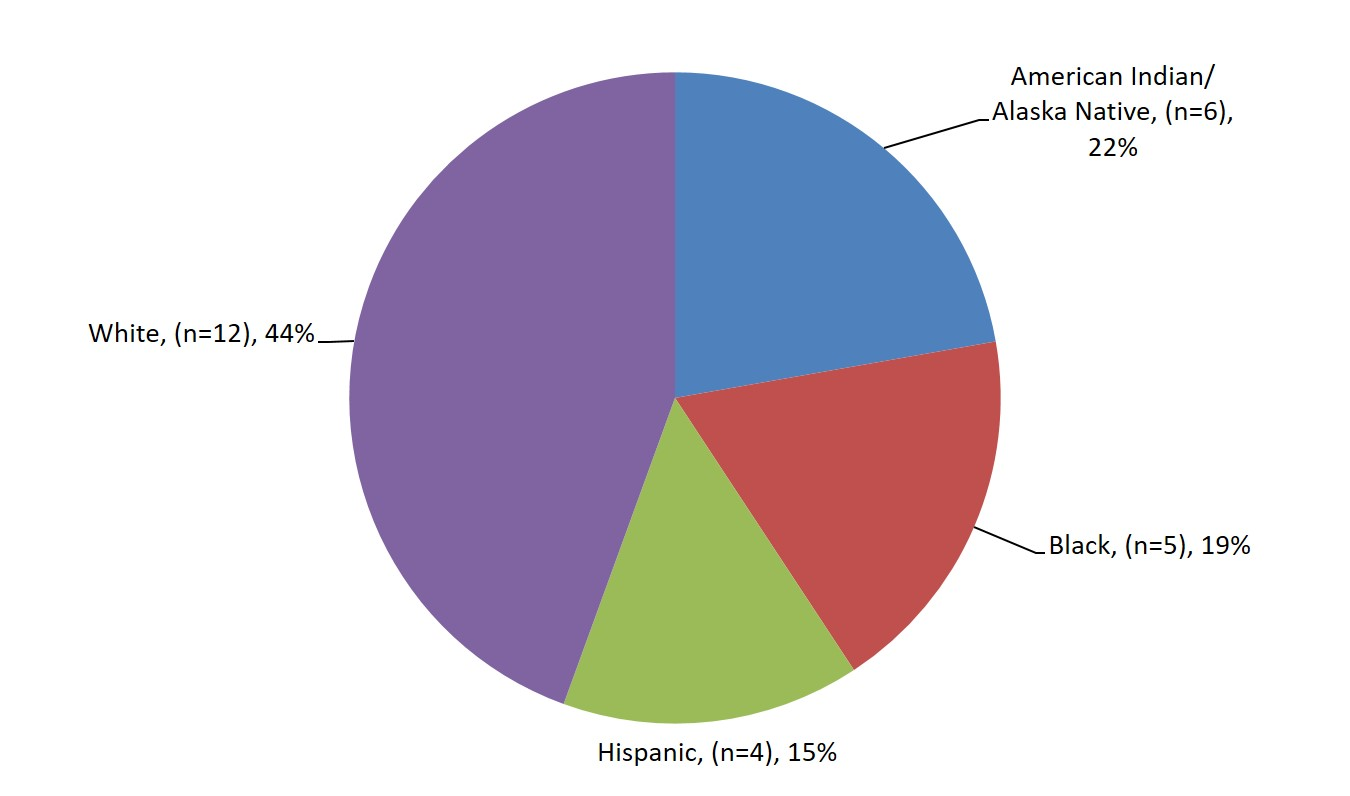 American Indian/
Alaska Native, (n=6),
22%
White, (n=12), 44%
Black, (n=5), 19%
Hispanic, (n=4), 15%